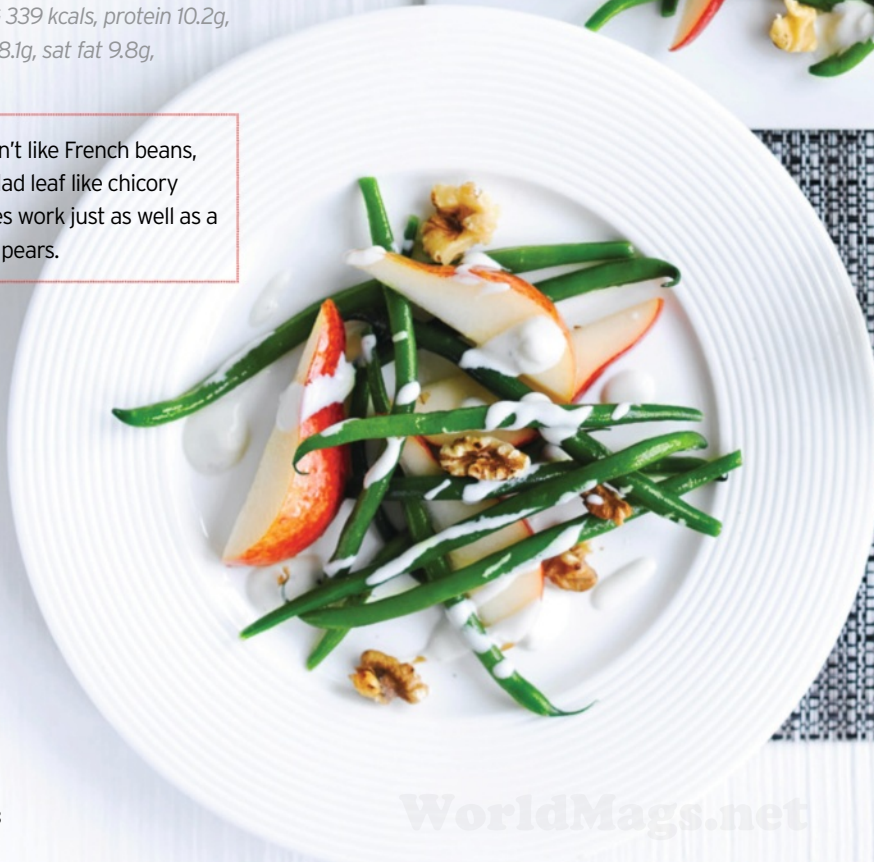 339 kcals, protein 10.2g,
8.1g, sat fat 9.8g,
n't like French beans,
lad leaf like chicory
es work just as well as a
pears.
WorldMags.net